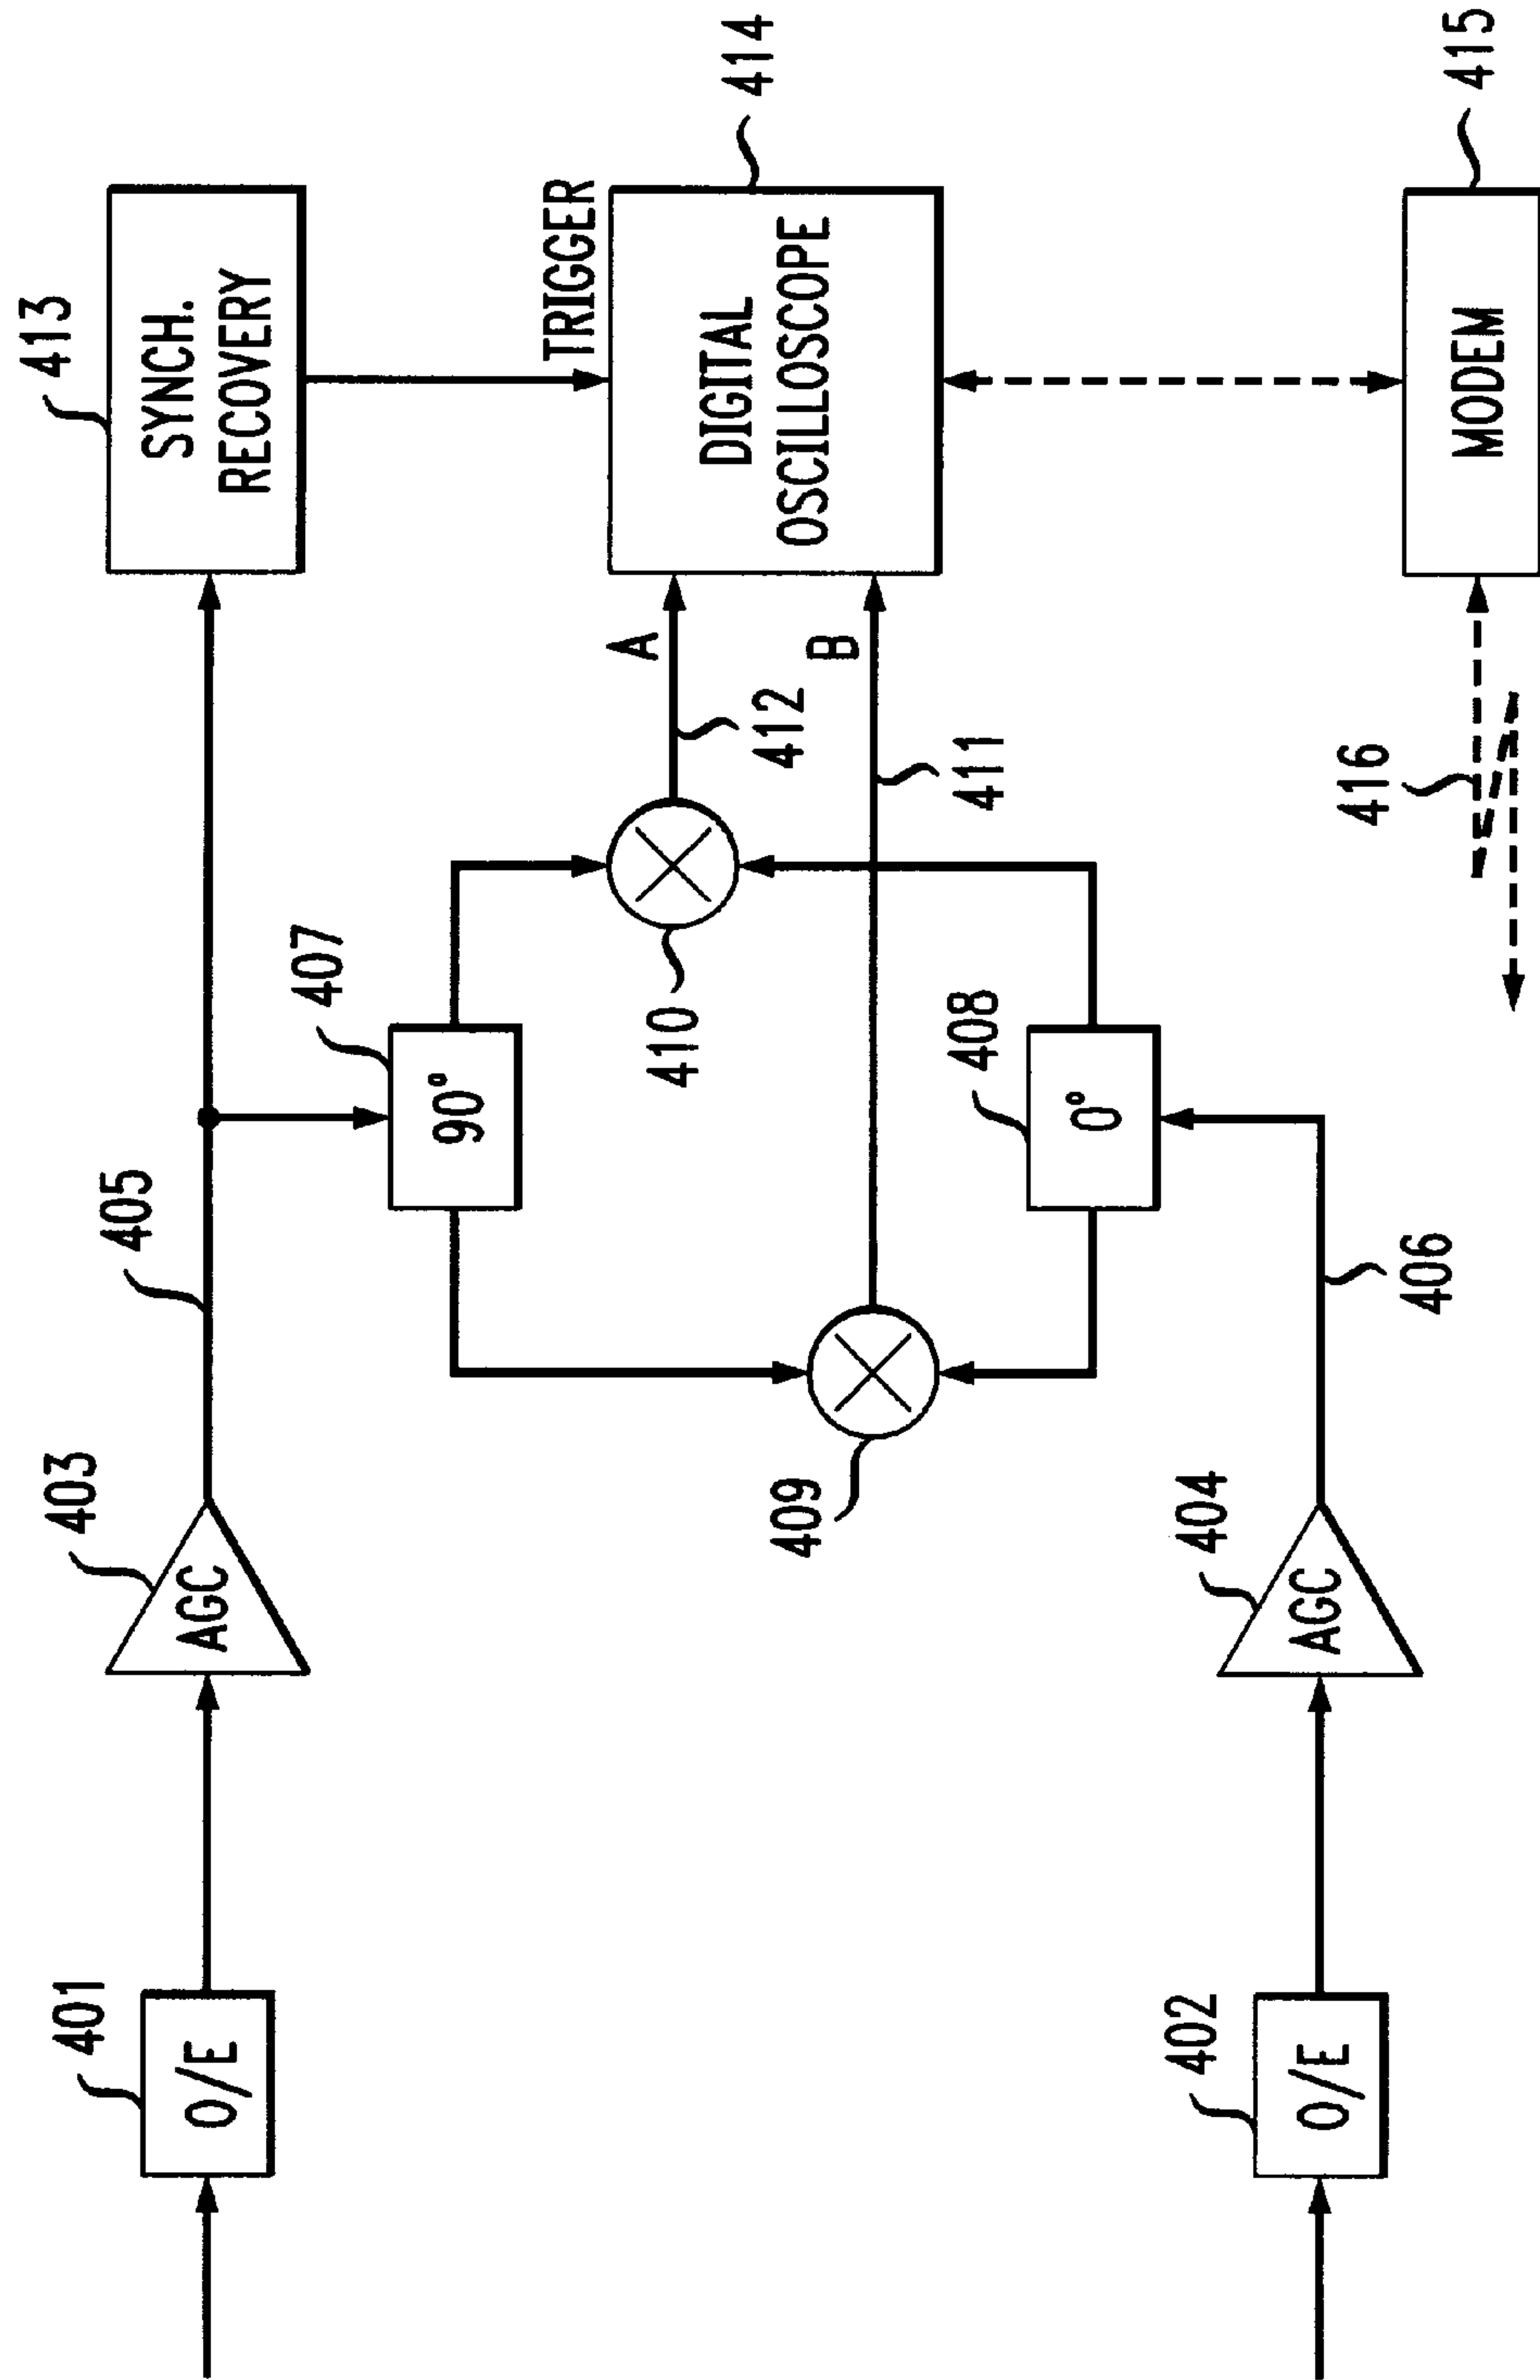 413
SYNCH.
RECOVERY
TRIGGER
414
DIGITAL
OSCILLOSCOPE
A
B
412
411
415
MODEM
416
407
90°
410
408
0°
405
409
406
403
AGC
404
AGC
401
O/E
402
O/E